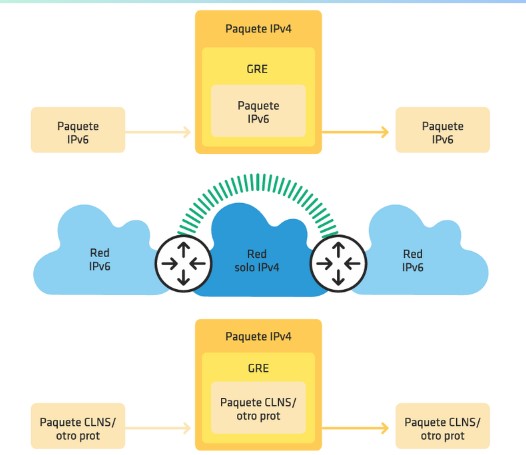 Paquete IPv4
GRE
Paquete
IPv6
Paquete
IPv6
Paquete
IPv6
Red
IPv6
Red
solo IPv4
Red
IPv6
Paquete IPv4
GRE
Paquete CLNS/
otro prot
Paquete CLNS/
otro prot
Paquete CLNS/
otro prot